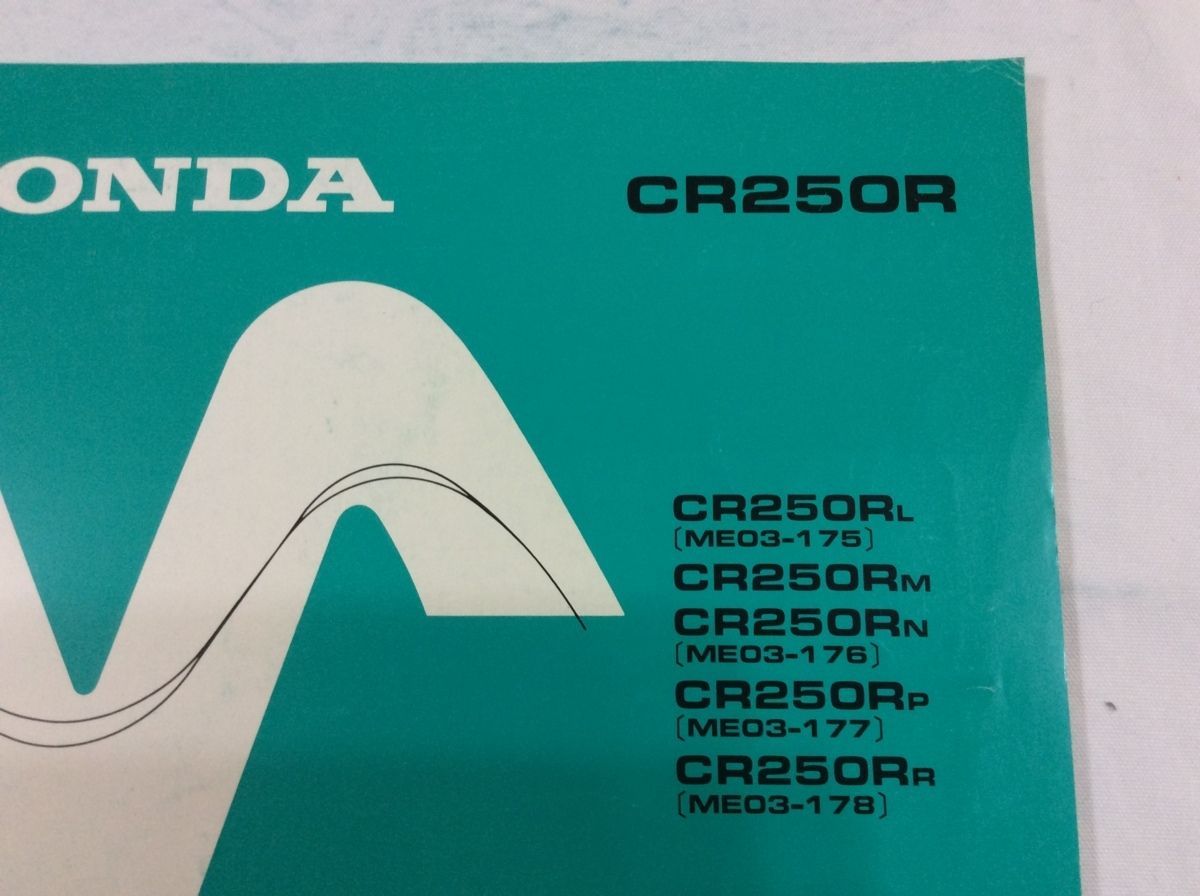 ONDA
CR250R
CR250RL
〔ME03-175〕
CR250RM
CR250RN
〔ME03-176〕
CR250RP
〔ME03-177〕
CR250RR
〔ME03-178〕